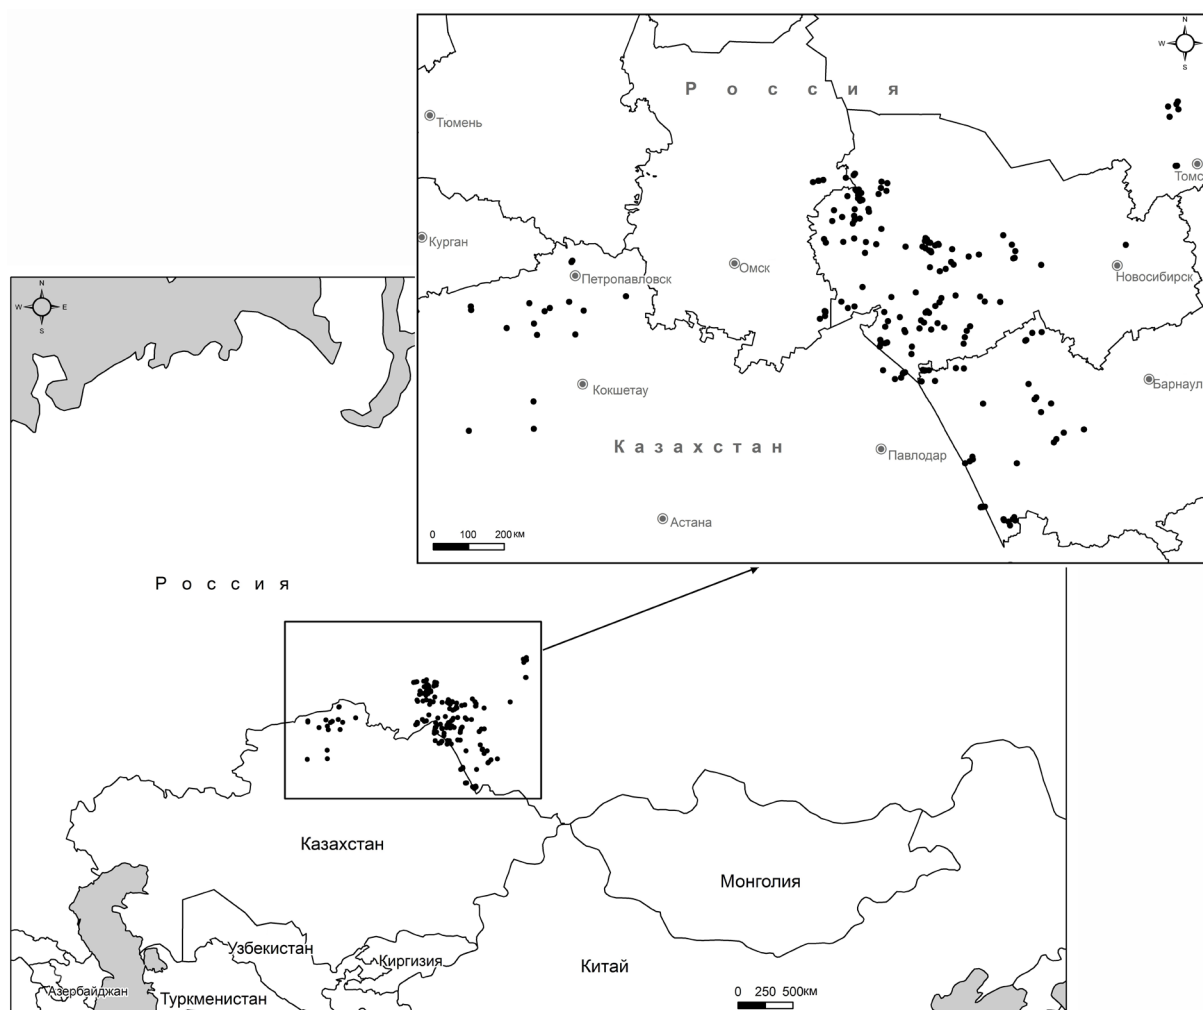 N
W
S
Россия
Тюмень
Томс
Курган
Омск
Новосибирск
Петропавловск
Кокшетау
Барнаул
Казахстан
Павлодар
Астана
0 100 200 км
N
W E
S
Россия
Казахстан
Монголия
Узбекистан
Киргизия
Китай
Азербайджан
Туркменистан
0 250 500км